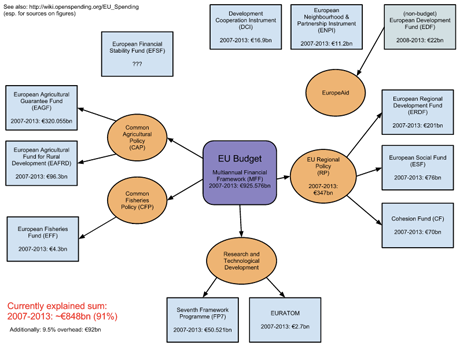 See also: http://wiki.openspending.org/EU_Spending
(esp. for sources on figures)
European Financial
Stability Fund (EFSF)
???
Development
Cooperation Instrument
(DCI)
2007-2013: €16.9bn
European
Neighbourhood &
Partnership Instrument
(ENPI)
2007-2013: €11.2bn
(non-budget)
European Development
Fund (EDF)
2008-2013: €22bn
EuropeAid
European Agricultural
Guarantee Fund
(EAGF)
2007-2013: €320.055bn
Common
Agricultural
Policy
(CAP)
European Agricultural
Fund for Rural
Development (EAFRD)
2007-2013: €96.3bn
Common
Fisheries
Policy (CFP)
European Fisheries
Fund (EFF)
2007-2013: €4.3bn
EU Budget
Multiannual Financial
Framework (MFF)
2007-2013: €925.576bn
EU Regional
Policy
(RP)
2007-2013:
€347bn
European Regional
Development Fund
(ERDF)
2007-2013: €201bn
European Social Fund
(ESF)
2007-2013: €76bn
Cohesion Fund (CF)
2007-2013: €70bn
Research and
Technological
Development
Seventh Framework
Programme (FP7)
2007-2013: €50.521bn
EURATOM
2007-2013: €2.7bn
Currently explained sum:
2007-2013: ~€848bn (91%)
Additionally: 9.5% overhead: €92bn